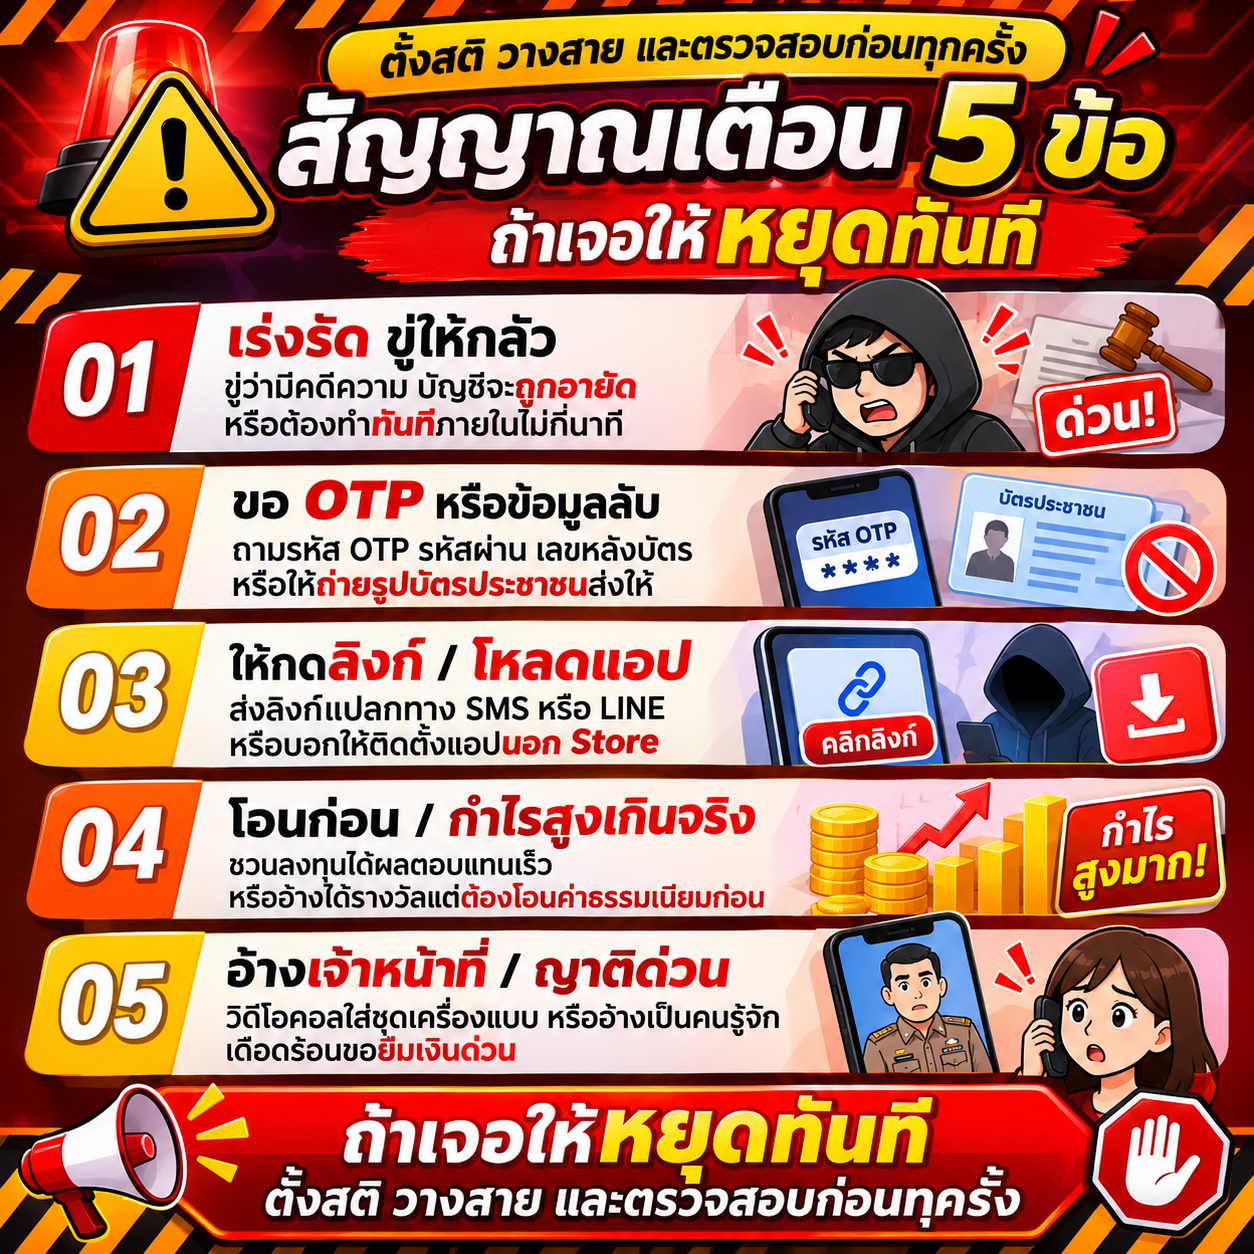 ตั้งสติ วางสาย และตรวจสอบก่อนทุกครั้ง
สัญญาณเตือน 5 ข้อ
ถ้าเจอให้ หยุดทันที
01
เร่งรัด ขู่ให้กลัว
ขู่ว่ามีคดีความ บัญชีจะถูกอายัด
หรือต้องทำทันทีภายในไม่กี่นาที
ด่วน!
02
ขอ OTP หรือข้อมูลลับ
ถามรหัส OTP รหัสผ่าน เลขหลังบัตร
หรือให้ถ่ายรูปบัตรประชาชนส่งให้
รหัส OTP
****
บัตรประชาชน
03
ให้กดลิงก์ / โหลดแอป
ส่งลิงก์แปลกทาง SMS หรือ LINE
หรือบอกให้ติดตั้งแอปนอก Store
คลิกลิงก์
04
โอนก่อน / กำไรสูงเกินจริง
ชวนลงทุนได้ผลตอบแทนเร็ว
หรืออ้างได้รางวัลแต่ต้องโอนค่าธรรมเนียมก่อน
กำไร
สูงมาก!
05
อ้างเจ้าหน้าที่ / ญาติด่วน
วิดีโอคอลใส่ชุดเครื่องแบบ หรืออ้างเป็นคนรู้จัก
เดือดร้อนขอยืมเงินด่วน
ถ้าเจอให้หยุดทันที
ตั้งสติ วางสาย และตรวจสอบก่อนทุครั้ง